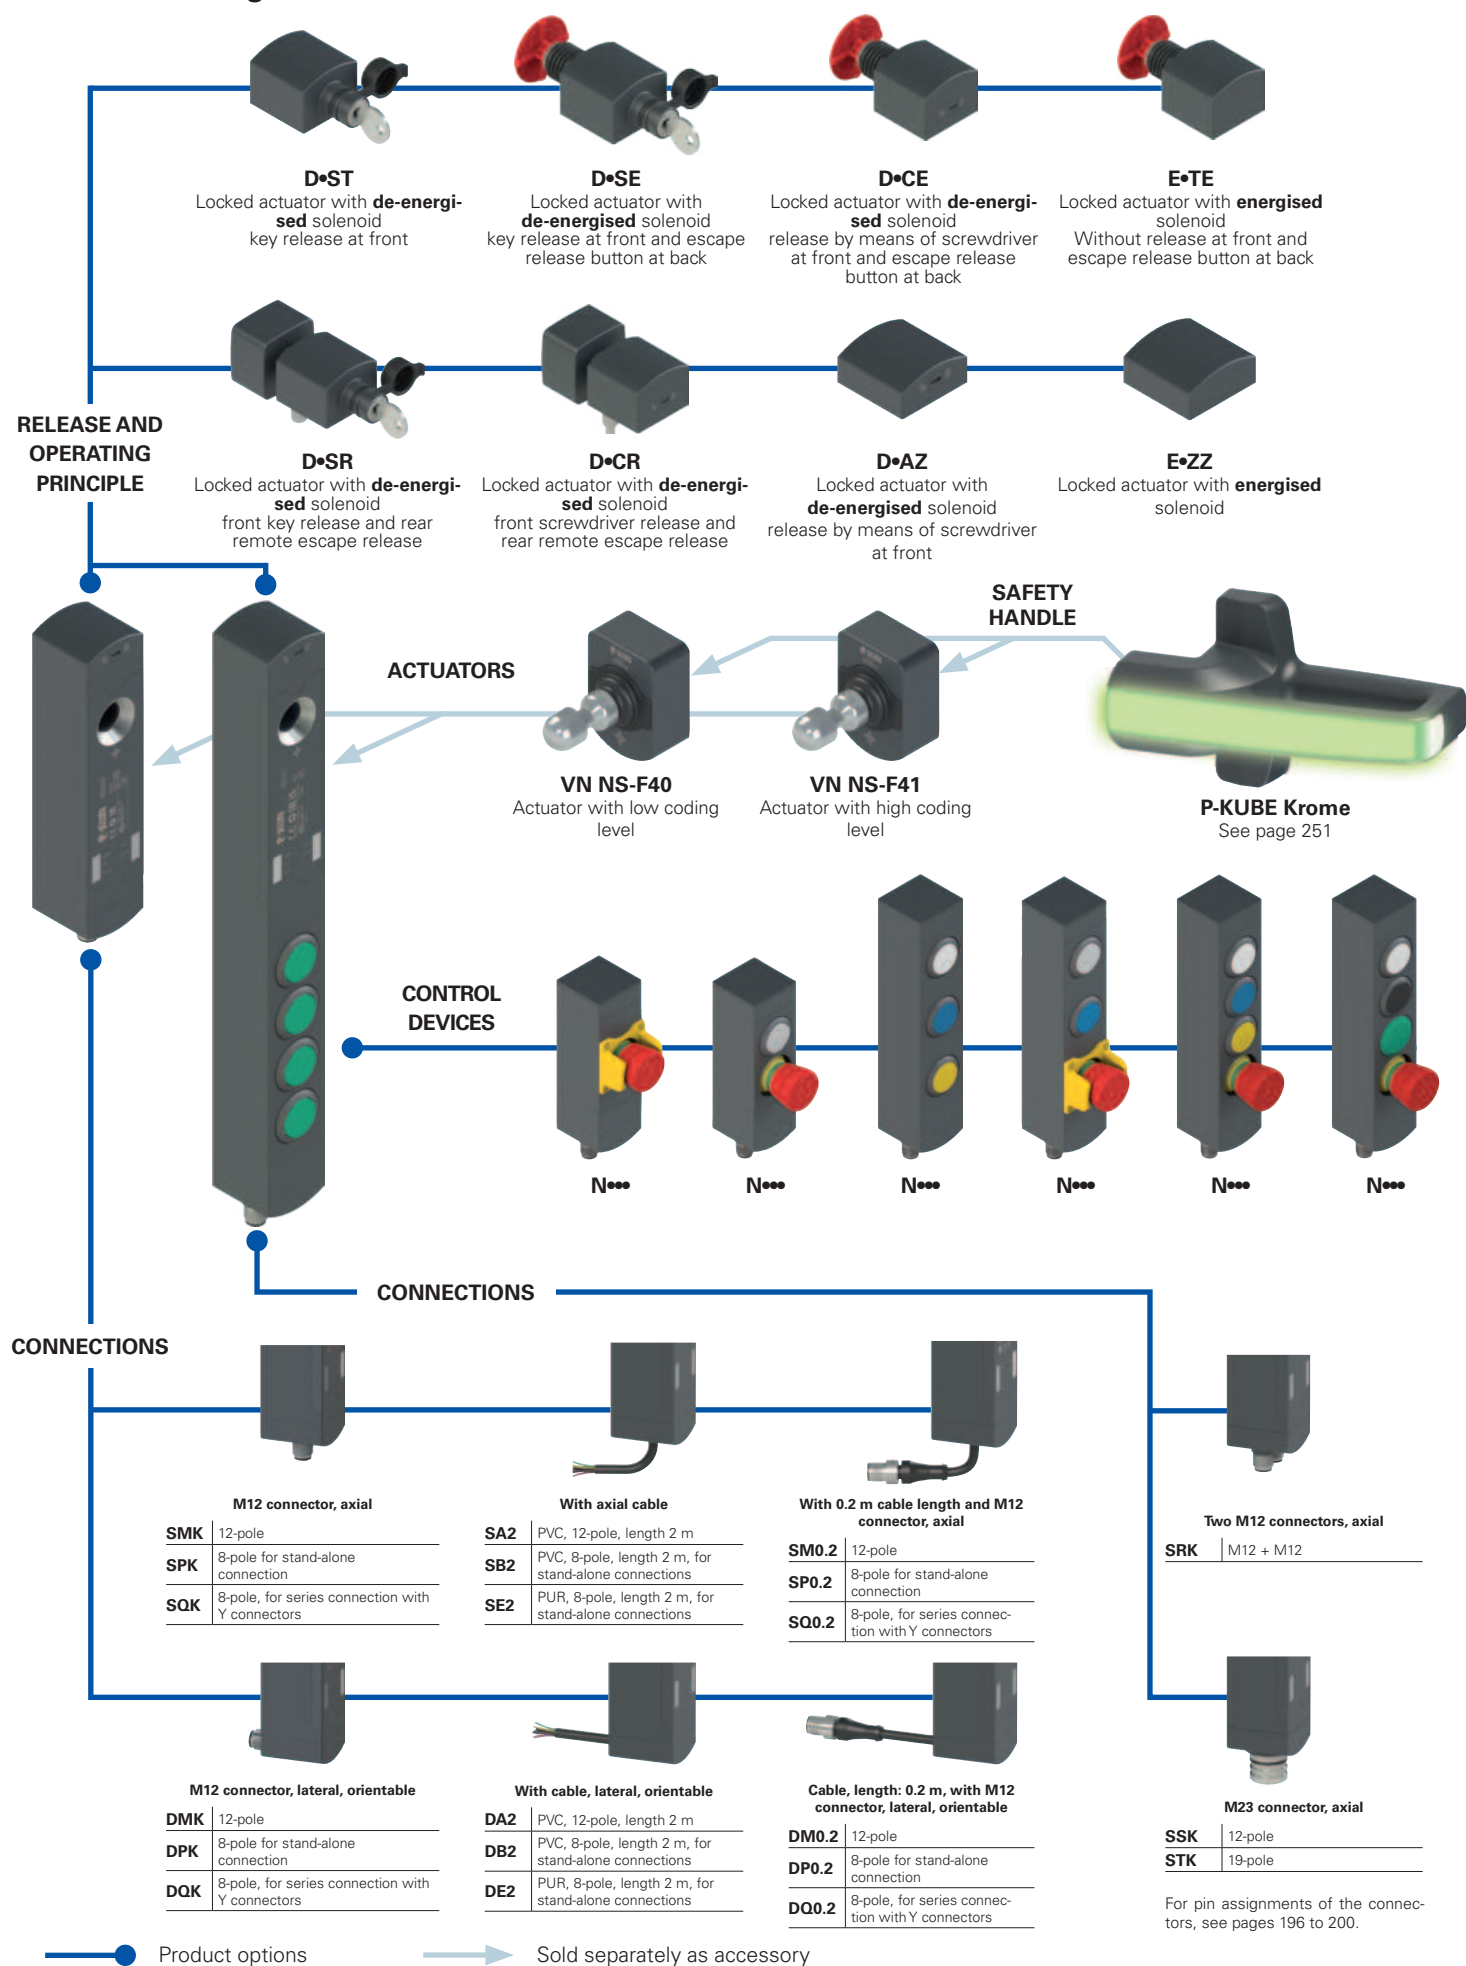 D•ST
Locked actuator with de-energi-
sed solenoid
key release at front
D•SE
Locked actuator with
de-energised solenoid
key release at front and escape
release button at back
D•CE
Locked actuator with de-energi-
sed solenoid
release by means of screwdriver
at front and escape release
button at back
E•TE
Locked actuator with energised
solenoid
Without release at front and
escape release button at back
RELEASE AND
OPERATING
PRINCIPLE
D•SR
Locked actuator with de-energi-
sed solenoid
front key release and rear
remote escape release
D•CR
Locked actuator with de-energi-
sed solenoid
front screwdriver release and
rear remote escape release
D•AZ
Locked actuator with
de-energised solenoid
release by means of screwdriver
at front
E•ZZ
Locked actuator with energised
solenoid
SAFETY
HANDLE
ACTUATORS
VN NS-F40
Actuator with low coding
level
VN NS-F41
Actuator with high coding
level
P-KUBE Krome
See page 251
CONTROL
DEVICES
N•••
N•••
N•••
N•••
N•••
N•••
CONNECTIONS
CONNECTIONS
M12 connector, axial
SMK 12-pole
SPK 8-pole for stand-alone
connection
SQK 8-pole, for series connection with
Y connectors
With axial cable
SA2 PVC, 12-pole, length 2 m
SB2 PVC, 8-pole, length 2 m, for
stand-alone connections
SE2 PUR, 8-pole, length 2 m, for
stand-alone connections
With 0.2 m cable length and M12
connector, axial
SM0.2 12-pole
SP0.2 8-pole for stand-alone
connection
SQ0.2 8-pole, for series connec-
tion with Y connectors
Two M12 connectors, axial
SRK M12 + M12
M12 connector, lateral, orientable
DMK 12-pole
DPK 8-pole for stand-alone
connection
DQK 8-pole, for series connection with
Y connectors
With cable, lateral, orientable
DA2 PVC, 12-pole, length 2 m
DB2 PVC, 8-pole, length 2 m, for
stand-alone connections
DE2 PUR, 8-pole, length 2 m, for
stand-alone connections
Cable, length: 0.2 m, with M12
connector, lateral, orientable
DM0.2 12-pole
DP0.2 8-pole for stand-alone
connection
DQ0.2 8-pole, for series connec-
tion with Y connectors
M23 connector, axial
SSK 12-pole
STK 19-pole
For pin assignments of the connec-
tors, see pages 196 to 200.
Product options
Sold separately as accessory